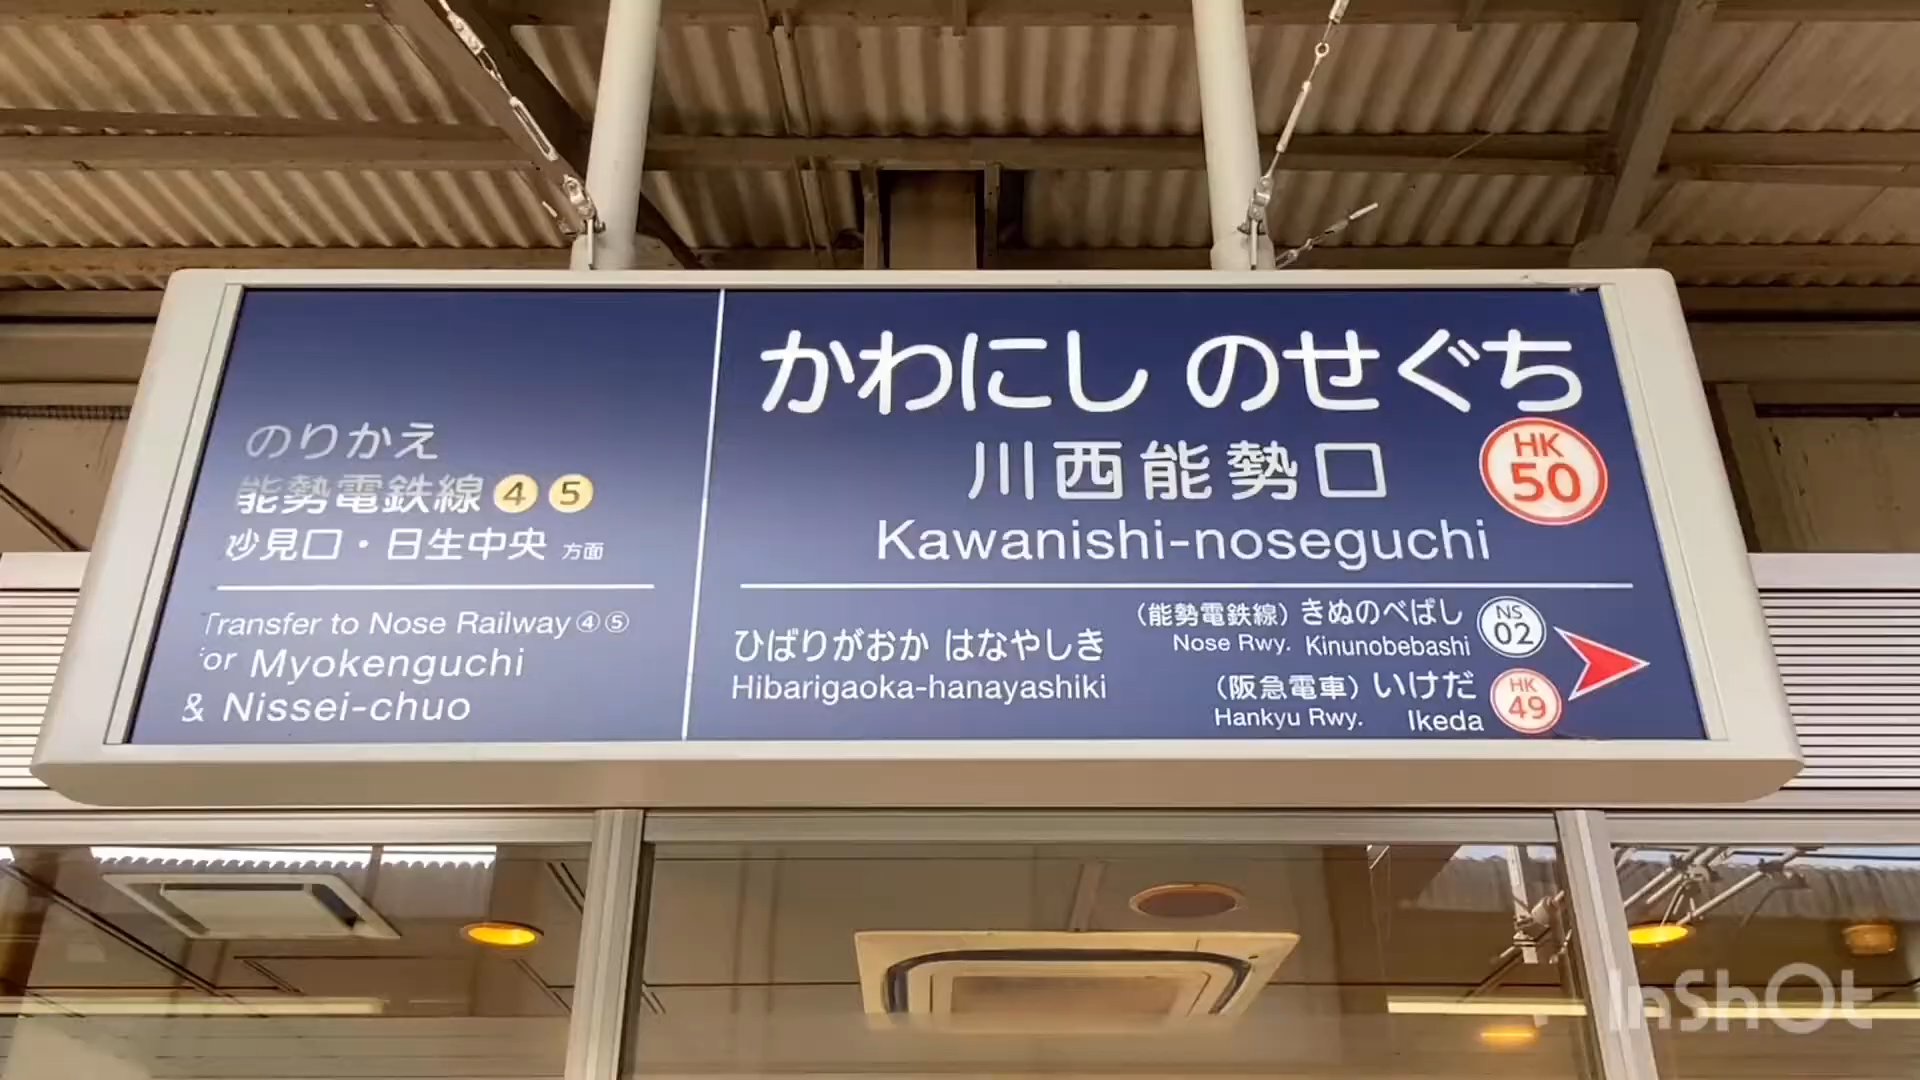 のりかえ
能勢電鉄線 4 5
妙見口・日生中央 方面
Transfer to Nose Railway④⑤
for Myokenguchi
& Nissei-chuo
かわにし のせぐち
川西能勢口
HK
50
Kawanishi-noseguchi
ひばりがおか はなやしき
Hibarigaoka-hanayashiki
(能勢電鉄線) きぬのべばし
Nose Rwy. Kinunobebashi
NS
02
(阪急電車) いけだ
Hankyu Rwy. Ikeda
HK
49
InShOt